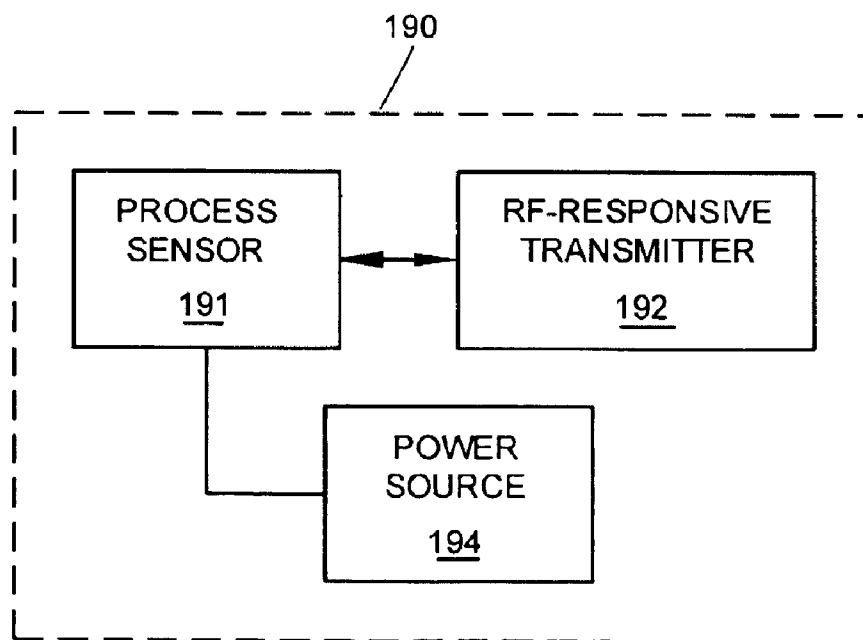 190
PROCESS
SENSOR
191
RF-RESPONSIVE
TRANSMITTER
192
POWER
SOURCE
194